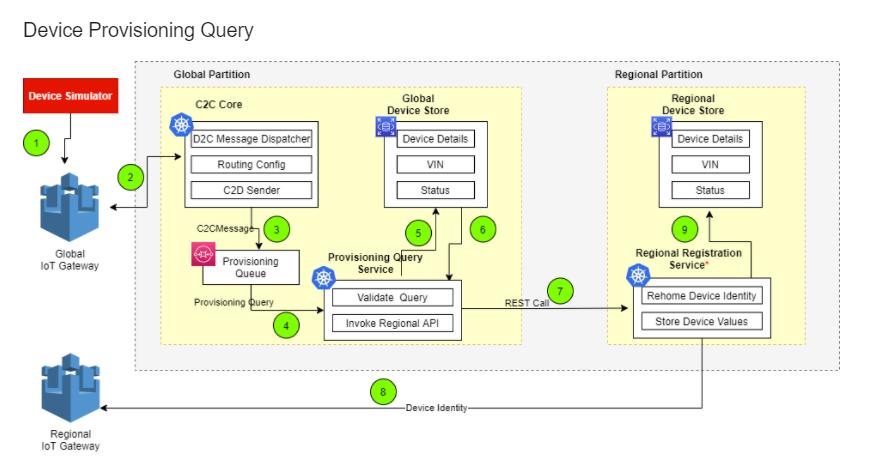 Device Provisioning Query
Global Partition
Regional Partition
Device Simulator
C2C Core
Global
Device Store
Regional
Device Store
D2C Message Dispatcher
Routing Config
C2D Sender
Device Details
VIN
Status
Device Details
VIN
Status
1
2
C2CMessage
3
5
6
9
Global
IoT Gateway
Provisioning
Queue
Provisioning Query
Service
Regional Registration
Service*
Provisioning Query
4
Validate Query
Invoke Regional API
REST Call
7
Rehome Device Identity
Store Device Values
8
Device Identity
Regional
IoT Gateway